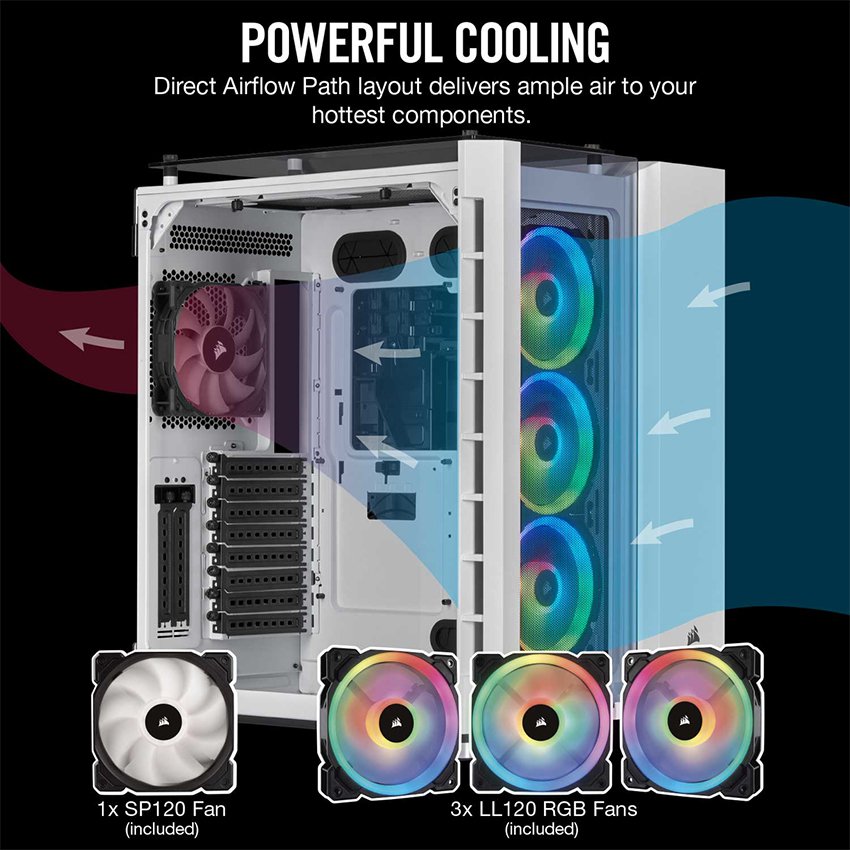 POWERFUL COOLING
Direct Airflow Path layout delivers ample air to your
hottest components.
1x SP120 Fan
(included)
3x LL120 RGB Fans
(included)